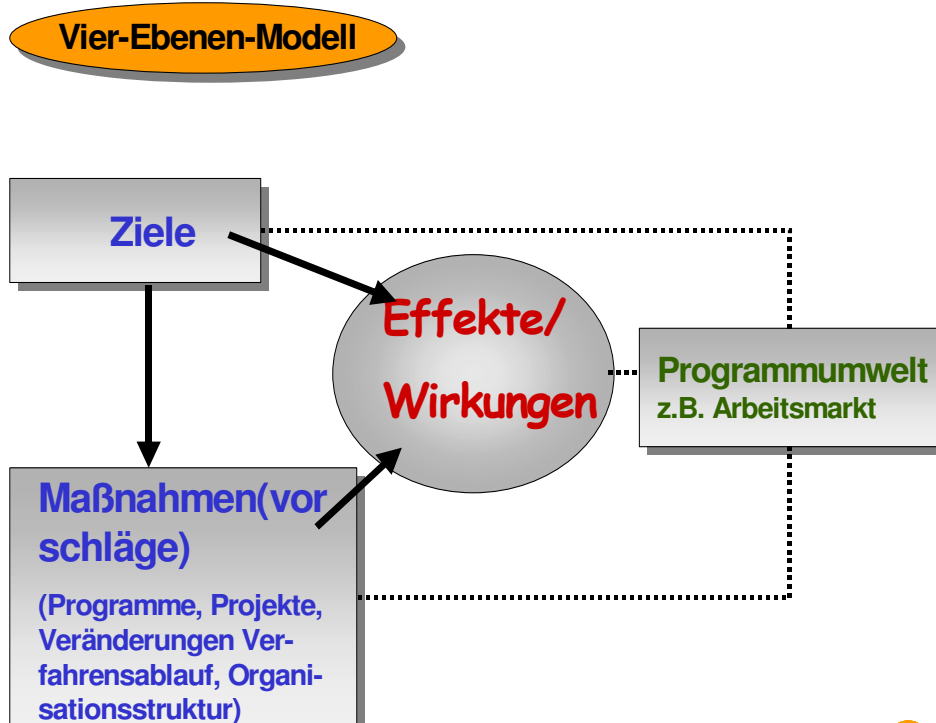 Vier-Ebenen-Modell
Ziele
Effekte/
Wirkungen
Programmumwelt
z.B. Arbeitsmarkt
Maßnahmen(vor
schläge)
(Programme, Projekte,
Veränderungen Ver-
fahrensablauf, Organi-
sationsstruktur)